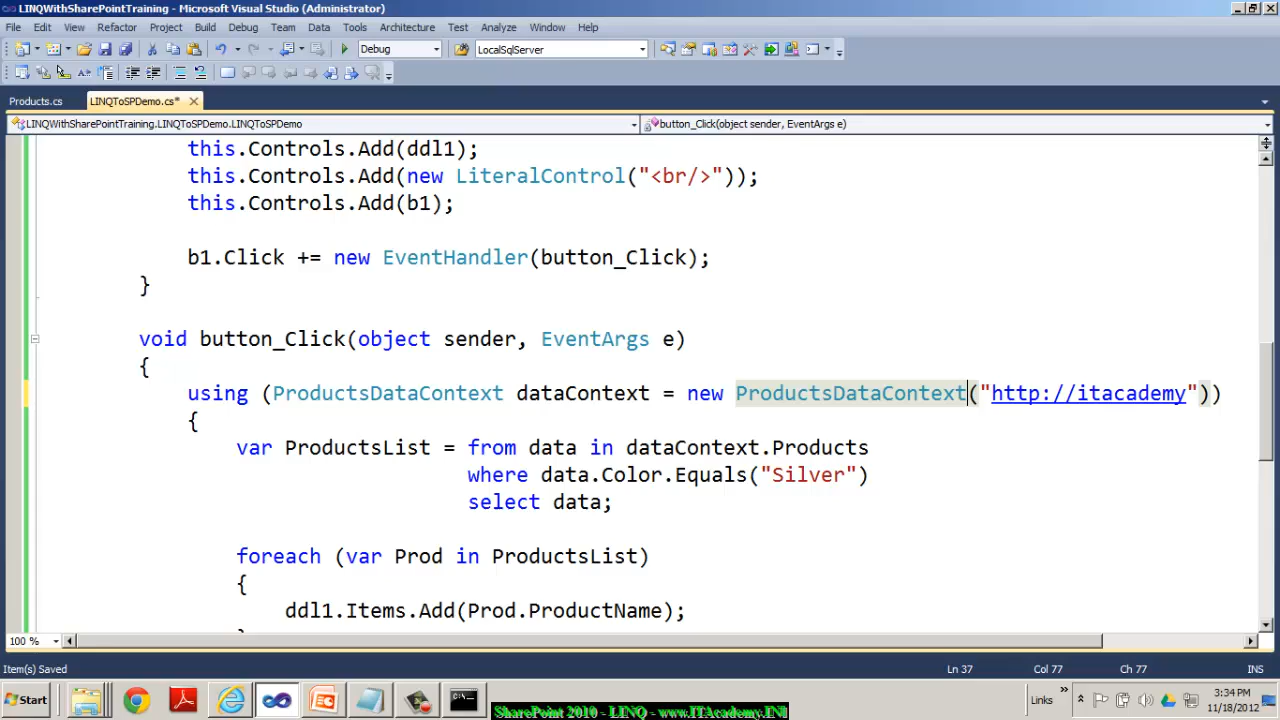 LINQWithSharePointTraining - Microsoft Visual Studio (Administrator)
File Edit View Refactor Project Build Debug Team Data Tools Architecture Test Analyze Window Help
Debug LocalSqlServer
Products.cs LINQToSPDemo.cs*
LINQWithSharePointTraining.LINQToSPDemo.LINQToSPDemo button_Click(object sender, EventArgs e)
this.Controls.Add(ddl1);
this.Controls.Add(new LiteralControl("<br/>"));
this.Controls.Add(b1);
b1.Click += new EventHandler(button_Click);
}
void button_Click(object sender, EventArgs e)
{
using (ProductsDataContext dataContext = new ProductsDataContext("http://itacademy"))
{
var ProductsList = from data in dataContext.Products
where data.Color.Equals("Silver")
select data;
foreach (var Prod in ProductsList)
{
ddl1.Items.Add(Prod.ProductName);
100 %
Item(s) Saved Ln 37 Col 77 Ch 77 INS
Start Links » 3:34 PM
11/18/2012
SharePoint 2010 - LINQ - www.ITAcademy.INI